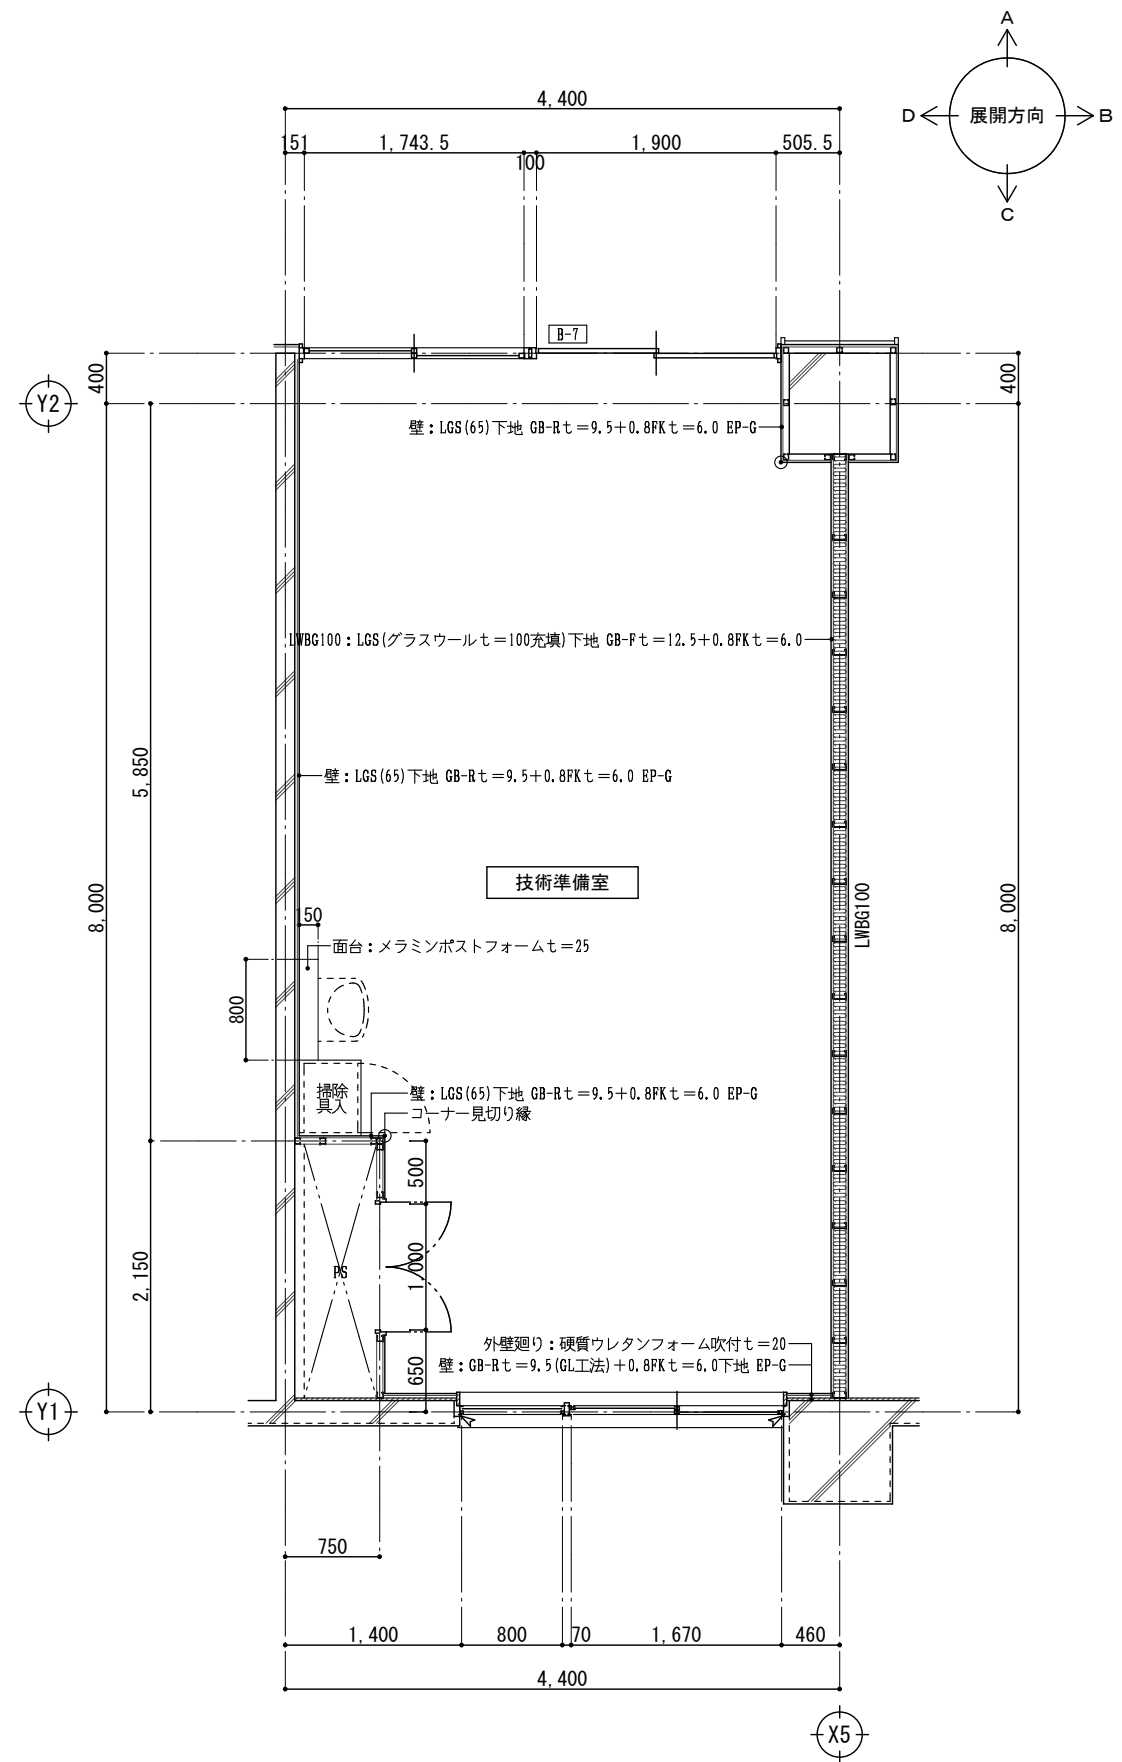 A
4,400
D
展開方向
B
151
1,743.5
100
1,900
505.5
C
B-7
400
400
Y2
壁：LGS(65)下地 GB-Rｔ＝9.5＋0.8FKｔ＝6.0 EP-G
LWBG100：LGS(グラスウールｔ＝100充填)下地 GB-Fｔ＝12.5＋0.8FKｔ＝6.0
5,850
壁：LGS(65)下地 GB-Rｔ＝9.5＋0.8FKｔ＝6.0 EP-G
技術準備室
8,000
150
LWBG100
8,000
面台：メラミンポストフォームｔ＝25
800
掃除
具入
壁：LGS(65)下地 GB-Rｔ＝9.5＋0.8FKｔ＝6.0 EP-G
コーナー見切り縁
500
2,150
PS
1,000
外壁廻り：硬質ウレタンフォーム吹付ｔ＝20
壁：GB-Rｔ＝9.5(GL工法)＋0.8FKｔ＝6.0下地 EP-G
650
Y1
750
1,400
800
70
1,670
460
4,400
X5